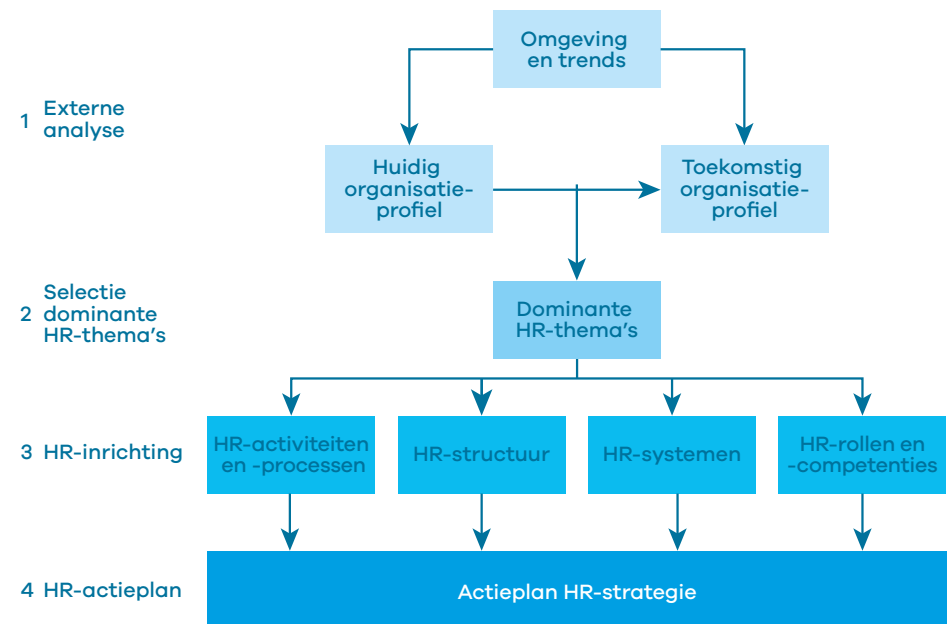 Omgeving
en trends
1 Externe
analyse
Huidig
organisatie-
profiel
Toekomstig
organisatie-
profiel
2 Selectie
dominante
HR-thema's
Dominante
HR-thema's
3 HR-inrichting
HR-activiteiten
en -processen
HR-structuur
HR-systemen
HR-rollen en
-competenties
4 HR-actieplan
Actieplan HR-strategie